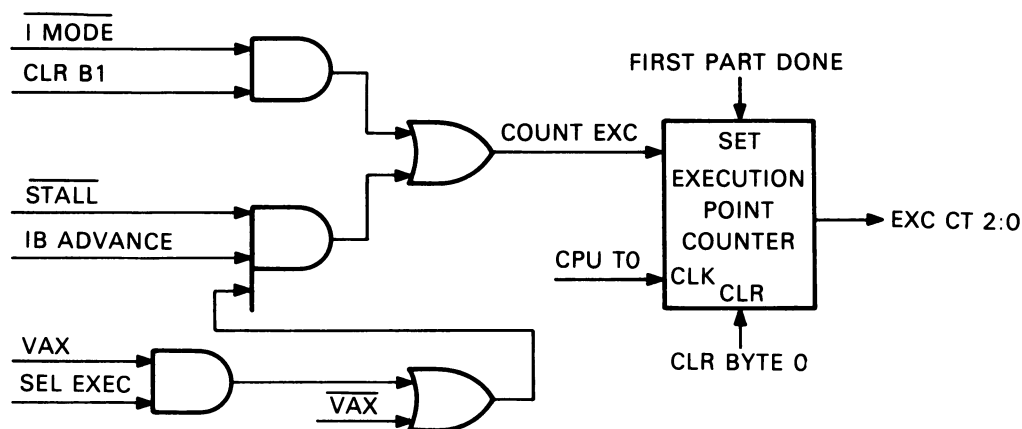 I MODE
CLR B1
FIRST PART DONE
COUNT EXC
SET
EXECUTION
POINT
COUNTER
STALL
IB ADVANCE
EXC CT 2:0
CPU T0
CLK
CLR
VAX
SEL EXEC
VAX
CLR BYTE 0